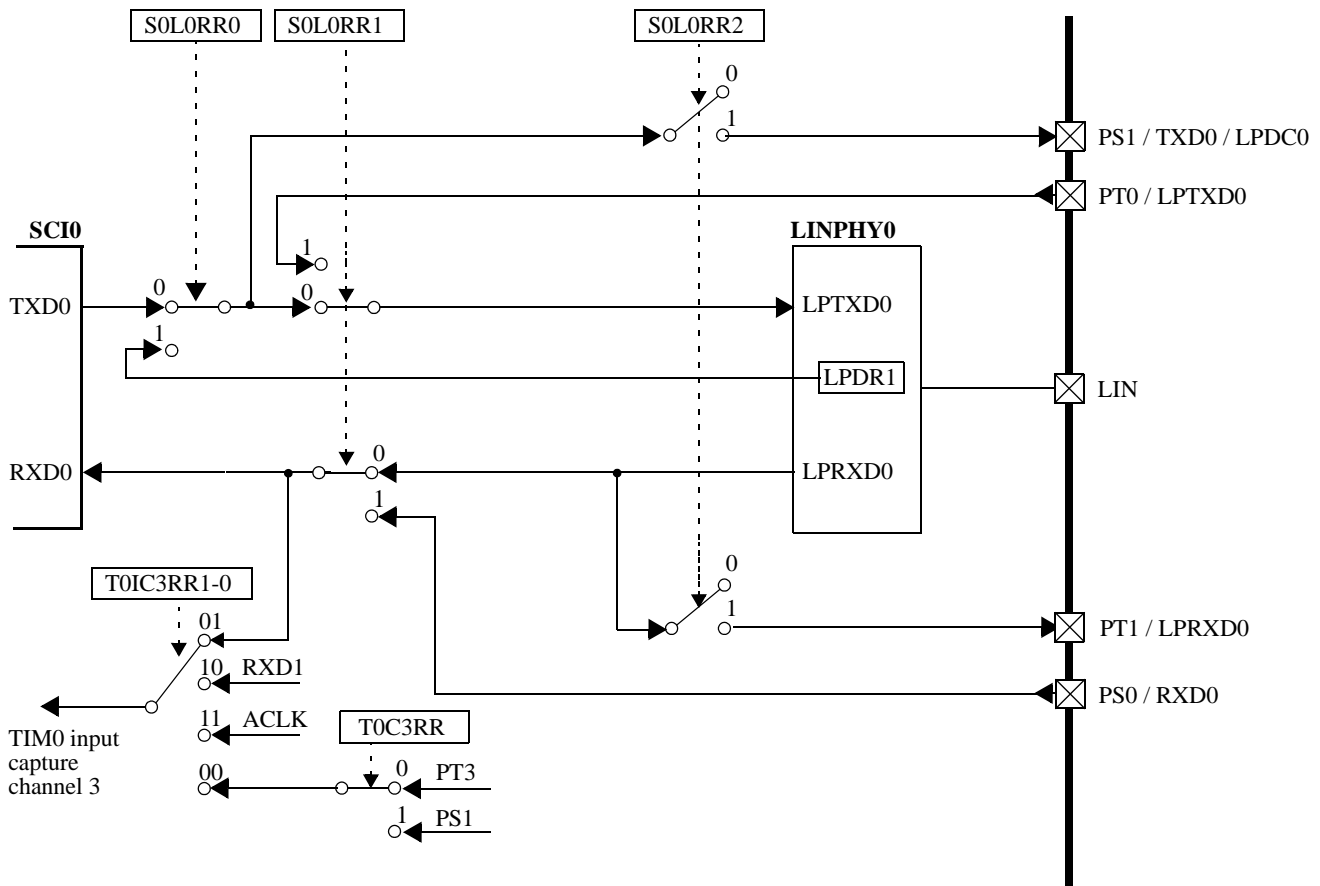 S0L0RR0
S0L0RR1
S0L0RR2
0
1
PS1 / TXD0 / LPDC0
PT0 / LPTXD0
SCI0
LINPHY0
1
0
0
TXD0
LPTXD0
1
LPDR1
LIN
0
RXD0
LPRXD0
1
T0IC3RR1-0
0
1
01
PT1 / LPRXD0
10
RXD1
PS0 / RXD0
11
ACLK
T0C3RR
TIM0 input
capture
channel 3
00
0
PT3
1
PS1